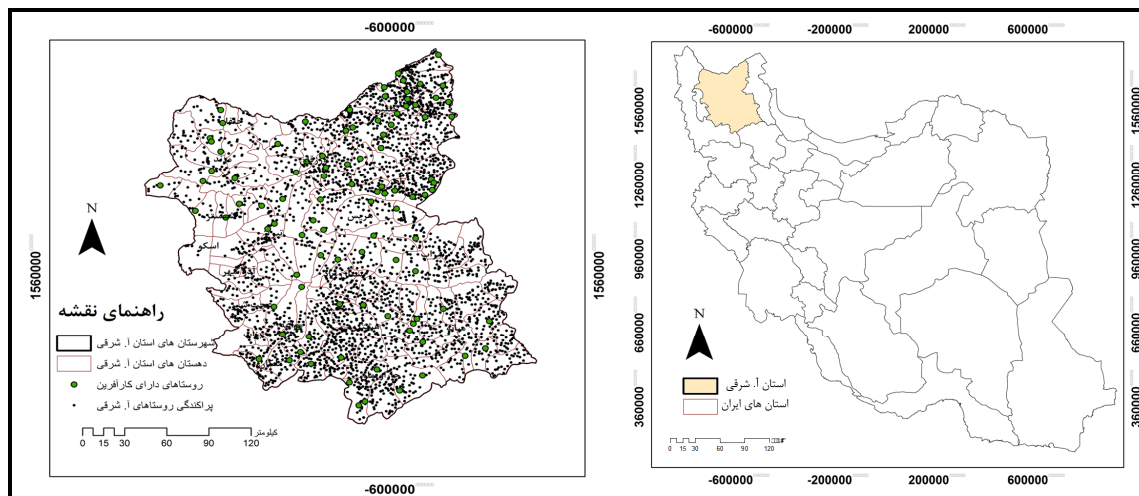 -600000
1560000
1560000
N
اسکو
راهنمای نقشه
شهرستان های استان آ. شرقی
دهستان های استان آ. شرقی
روستاهای دارای کارآفرین
پراکندگی روستاهای آ. شرقی
0 15 30 60 90 120
کیلومتر
-600000
-600000 -200000 200000 600000
1560000
1260000
960000
660000
360000
1560000
1260000
960000
660000
360000
N
استان آ. شرقی
استان های ایران
0 15 30 60 90 120
-600000 -200000 200000 600000